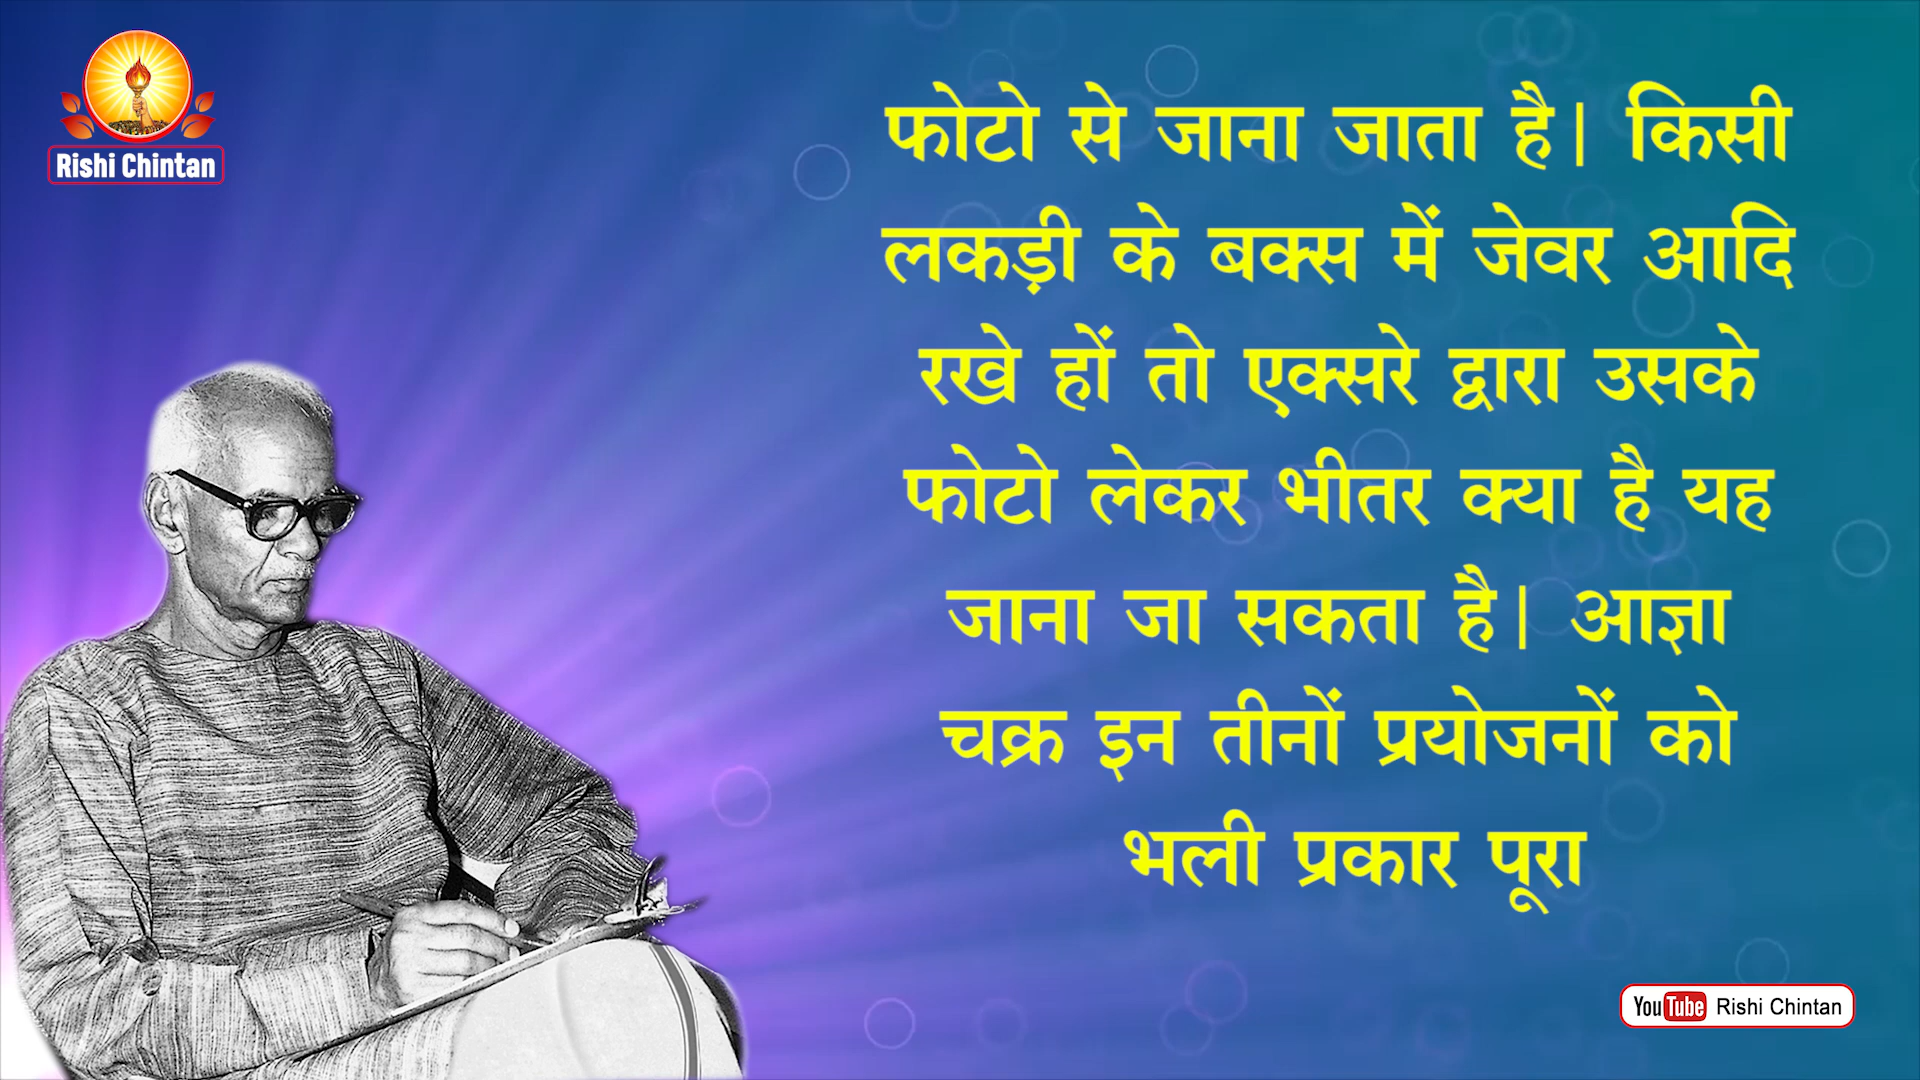 Rishi Chintan
फोटो से जाना जाता है| किसी
लकड़ी के बक्स में जेवर आदि
रखे हों तो एक्सरे द्वारा उसके
फोटो लेकर भीतर क्या है यह
जाना जा सकता है| आज्ञा
चक्र इन तीनों प्रयोजनों को
भली प्रकार पूरा
YouTube Rishi Chintan